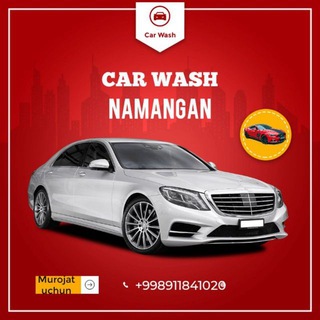 Car Wash
CAR WASH
NAMANGAN
Murojat
uchun
+998911841020